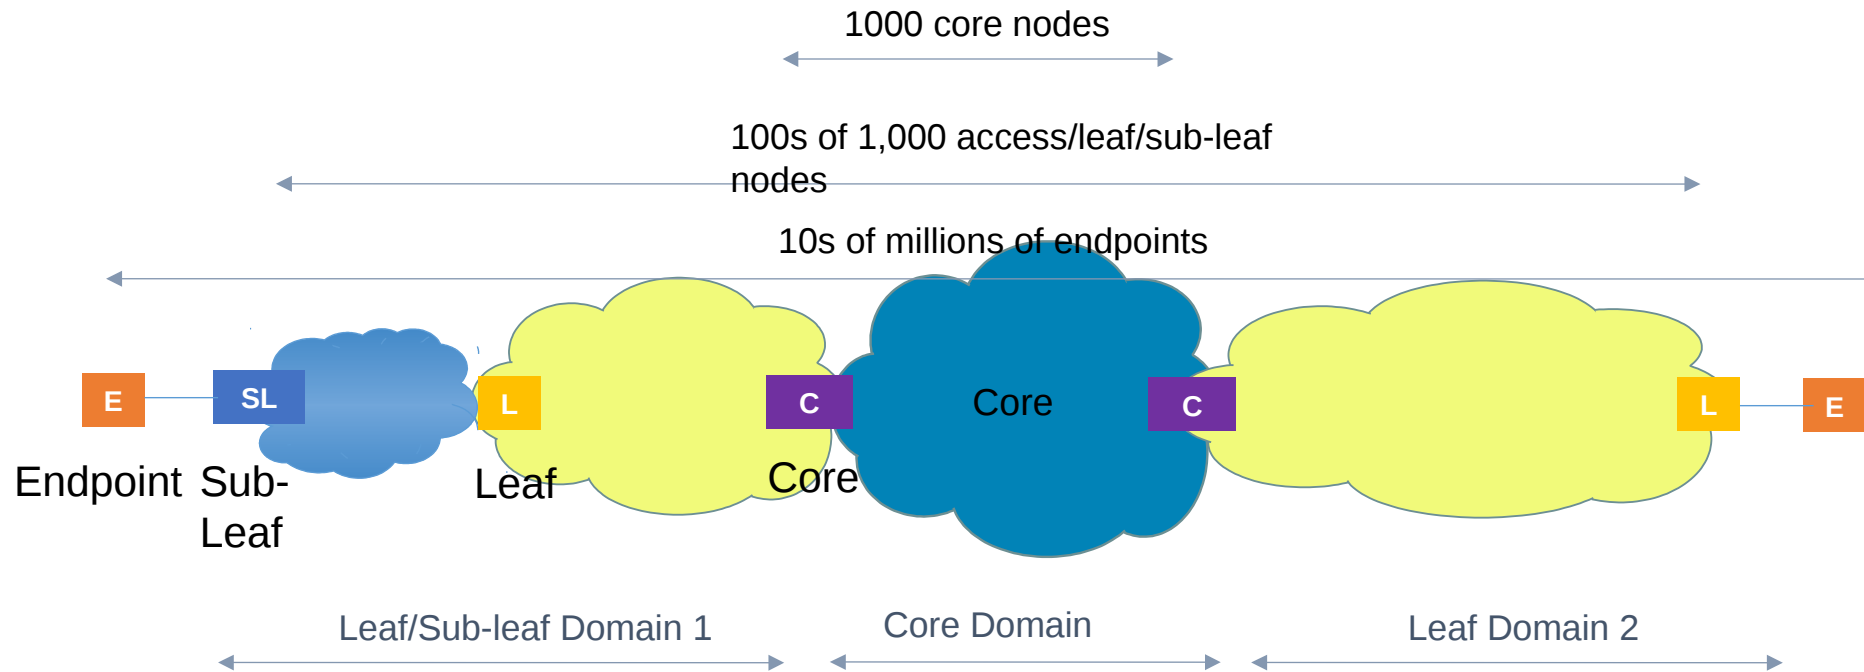 1000 core nodes
100s of 1,000 access/leaf/sub-leaf
nodes
10s of millions of endpoints
E
SL
L
C
Core
C
L
E
Endpoint
Sub-
Leaf
Leaf
Core
Leaf/Sub-leaf Domain 1
Core Domain
Leaf Domain 2